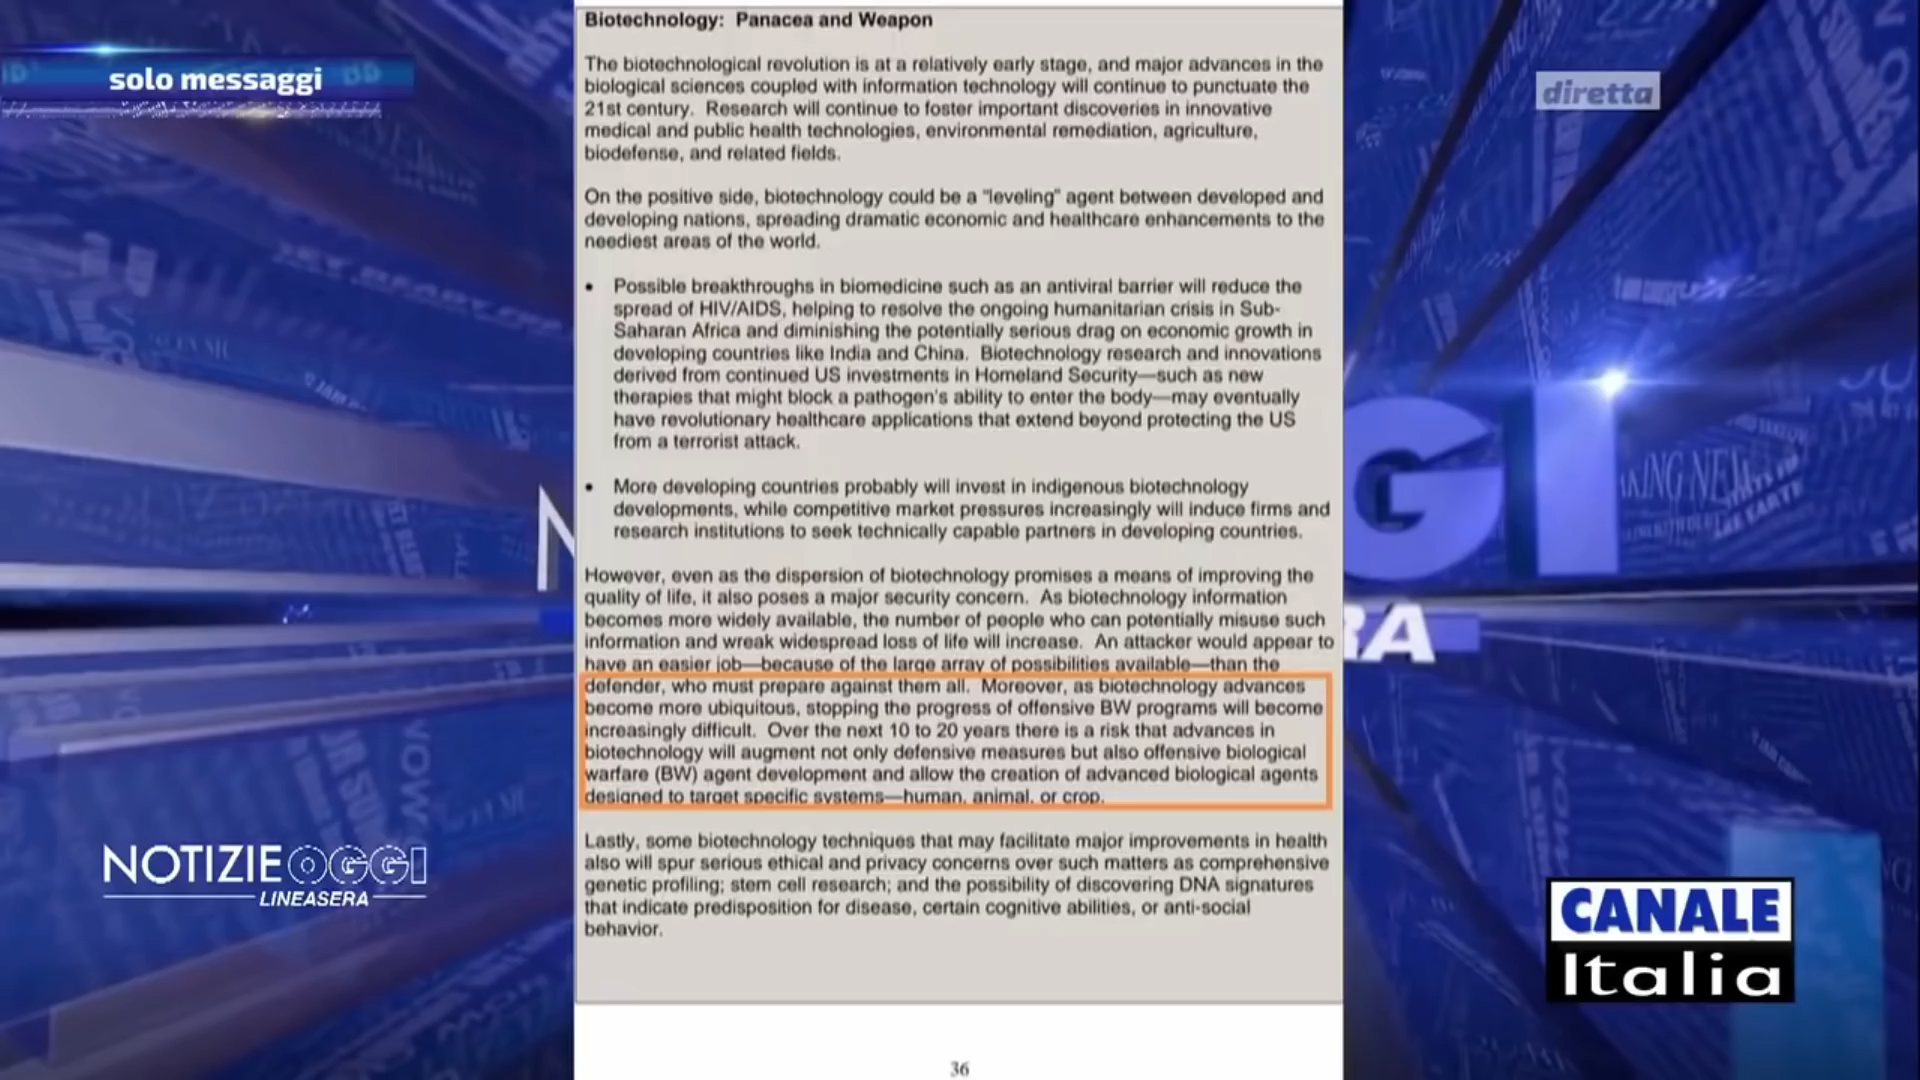 Biotechnology: Panacea and Weapon
The biotechnological revolution is at a relatively early stage, and major advances in the
biological sciences coupled with information technology will continue to punctuate the
21st century. Research will continue to foster important discoveries in innovative
medical and public health technologies, environmental remediation, agriculture,
biodefense, and related fields.
On the positive side, biotechnology could be a "leveling" agent between developed and
developing nations, spreading dramatic economic and healthcare enhancements to the
neediest areas of the world.
• Possible breakthroughs in biomedicine such as an antiviral barrier will reduce the
spread of HIV/AIDS, helping to resolve the ongoing humanitarian crisis in Sub-
Saharan Africa and diminishing the potentially serious drag on economic growth in
developing countries like India and China. Biotechnology research and innovations
derived from continued US investments in Homeland Security—such as new
therapies that might block a pathogen's ability to enter the body—may eventually
have revolutionary healthcare applications that extend beyond protecting the US
from a terrorist attack.
• More developing countries probably will invest in indigenous biotechnology
developments, while competitive market pressures increasingly will induce firms and
research institutions to seek technically capable partners in developing countries.
However, even as the dispersion of biotechnology promises a means of improving the
quality of life, it also poses a major security concern. As biotechnology information
becomes more widely available, the number of people who can potentially misuse such
information and wreak widespread loss of life will increase. An attacker would appear to
have an easier job—because of the large array of possibilities available—than the
defender, who must prepare against them all. Moreover, as biotechnology advances
become more ubiquitous, stopping the progress of offensive BW programs will become
increasingly difficult. Over the next 10 to 20 years there is a risk that advances in
biotechnology will augment not only defensive measures but also offensive biological
warfare (BW) agent development and allow the creation of advanced biological agents
designed to target specific systems—human, animal, or crop.
Lastly, some biotechnology techniques that may facilitate major improvements in health
also will spur serious ethical and privacy concerns over such matters as comprehensive
genetic profiling; stem cell research; and the possibility of discovering DNA signatures
that indicate predisposition for disease, certain cognitive abilities, or anti-social
behavior.
36
solo messaggi
diretta
NOTIZIE OGGI
LINEASERA
CANALE
Italia